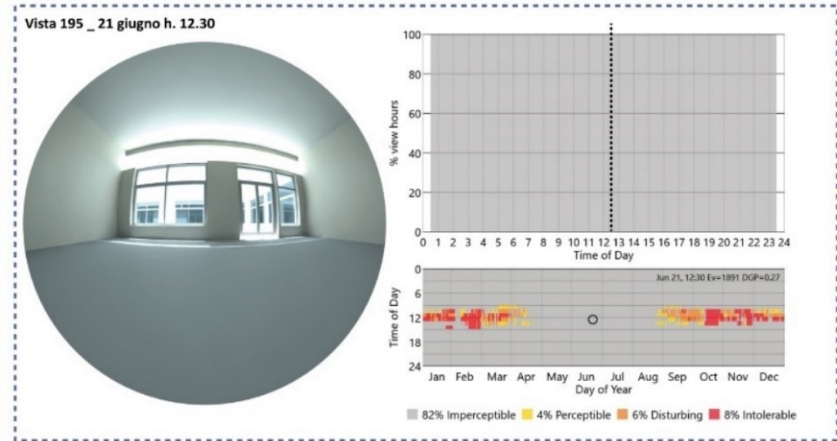 Vista 195 _ 21 giugno h. 12.30
100
80
60
40
20
0
% view hours
0 1 2 3 4 5 6 7 8 9 10 11 12 13 14 15 16 17 18 19 20 21 22 23 24
Time of Day
Jun 21, 12:30 Ev=1891 DGP=0.27
0
6
12
18
24
Time of Day
Jan Feb Mar Apr May Jun Jul Aug Sep Oct Nov Dec
Day of Year
82% Imperceptible 4% Perceptible 6% Disturbing 8% Intolerable